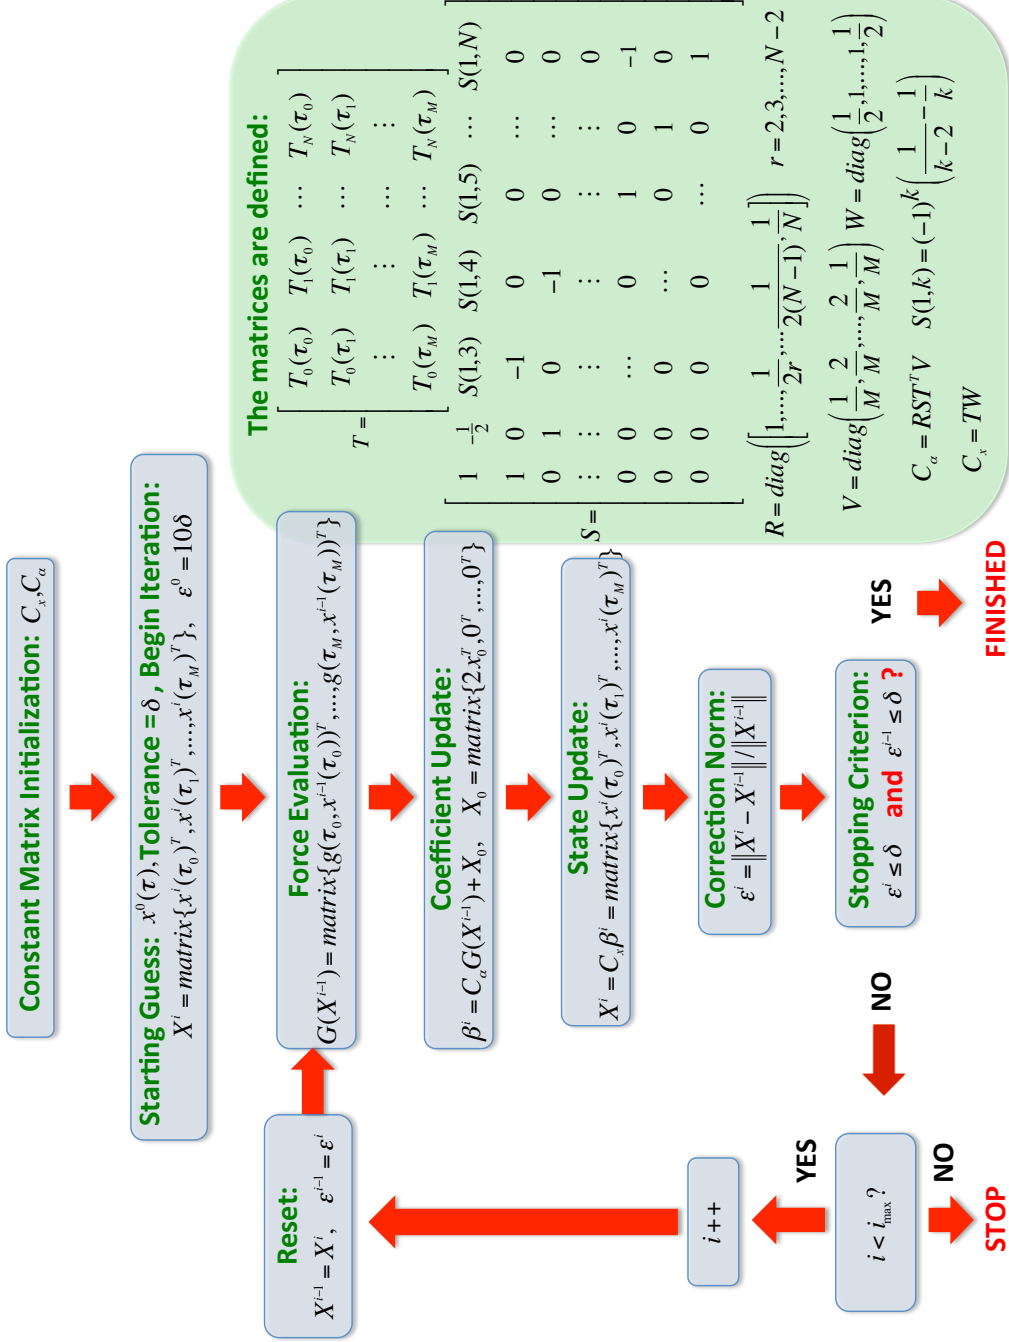 Constant Matrix Initialization: C_x, C_α
Starting Guess: x^0(τ), Tolerance = δ, Begin Iteration:
X^i = matrix{x^i(τ_0)^T, x^i(τ_1)^T, ...., x^i(τ_M)^T}, ε^0 = 10δ
Force Evaluation:
G(X^{i-1}) = matrix{g(τ_0, x^{i-1}(τ_0))^T, ...., g(τ_M, x^{i-1}(τ_M))^T}
Coefficient Update:
β^i = C_α G(X^{i-1}) + X_0, X_0 = matrix{2x_0^T, 0^T, ...., 0^T}
State Update:
X^i = C_x β^i = matrix{x^i(τ_0)^T, x^i(τ_1)^T, ...., x^i(τ_M)^T}
Correction Norm:
ε^i = ||X^i − X^{i-1}|| / ||X^{i-1}||
Stopping Criterion:
ε^i ≤ δ and ε^{i-1} ≤ δ ?
YES
FINISHED
NO
i < i_max ?
YES
NO
STOP
i++
Reset:
X^{i-1} = X^i, ε^{i-1} = ε^i
The matrices are defined:
T =
T_0(τ_0) T_1(τ_0) ⋯ T_N(τ_0)
T_0(τ_1) T_1(τ_1) ⋯ T_N(τ_1)
⋮ ⋮ ⋯ ⋮
T_0(τ_M) T_1(τ_M) ⋯ T_N(τ_M)
S =
1 −1/2 S(1,3) S(1,4) S(1,5) ⋯ S(1,N)
1 0 −1 0 0 ⋯ 0
0 1 0 −1 0 ⋯ 0
⋮ ⋮ ⋮ ⋮ ⋮ ⋮ 0
0 0 ⋯ 0 1 0 −1
0 0 0 ⋯ 0 1 0
0 0 0 0 ⋯ 0 1
R = diag([1, ..., 1/2r, ..., 1/2(N−1), 1/N]) r = 2,3,...,N−2
V = diag(1/M, 2/M, ...., 2/M, 1/M) W = diag(1/2, 1, ..., 1, 1/2)
C_α = RST^T V S(1,k) = (−1)^k (1/k−2 − 1/k)
C_x = TW